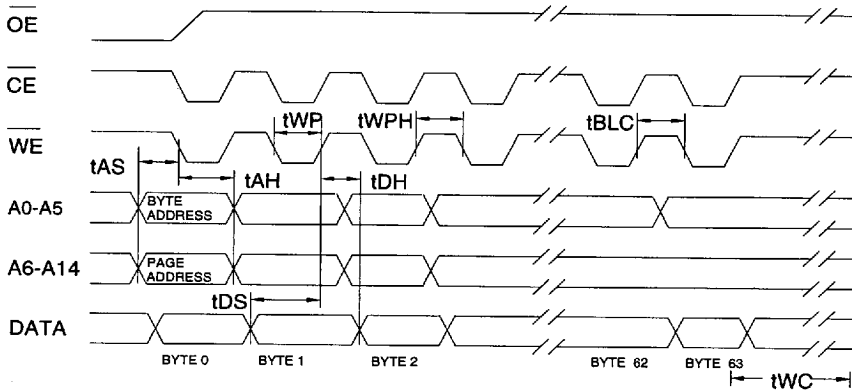 OE
CE
tWP tWPH tBLC
WE
tAS
tAH tDH
A0-A5 BYTE ADDRESS
A6-A14 PAGE ADDRESS
tDS
DATA
BYTE 0 BYTE 1 BYTE 2 BYTE 62 BYTE 63
tWC